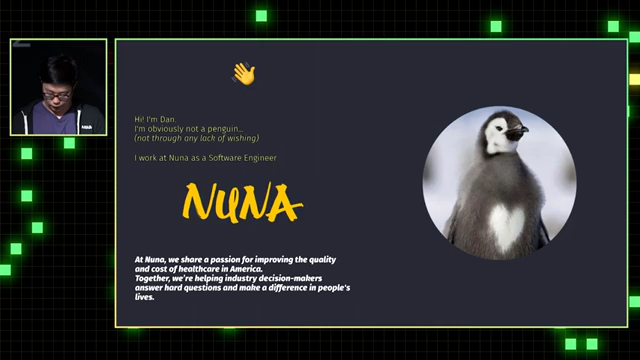 Hi! I'm Dan.
I'm obviously not a penguin...
(not through any lack of wishing)
I work at Nuna as a Software Engineer
NUNA
At Nuna, we share a passion for improving the quality
and cost of healthcare in America.
Together, we're helping industry decision-makers
answer hard questions and make a difference in people's
lives.